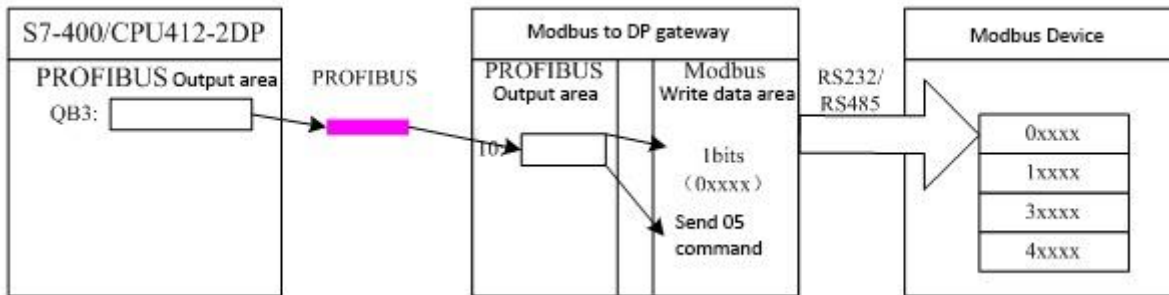 S7-400/CPU412-2DP
PROFIBUS Output area
QB3:
PROFIBUS
Modbus to DP gateway
PROFIBUS
Output area
10
Modbus
Write data area
1bits
(0xxxx)
Send 05
command
RS232/
RS485
Modbus Device
0xxxx
1xxxx
3xxxx
4xxxx